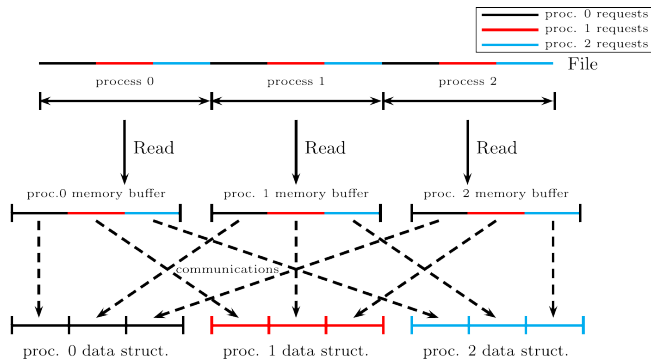 proc. 0 requests
proc. 1 requests
proc. 2 requests
File
process 0 process 1 process 2
Read Read Read
proc.0 memory buffer proc. 1 memory buffer proc. 2 memory buffer
communications
proc. 0 data struct. proc. 1 data struct. proc. 2 data struct.